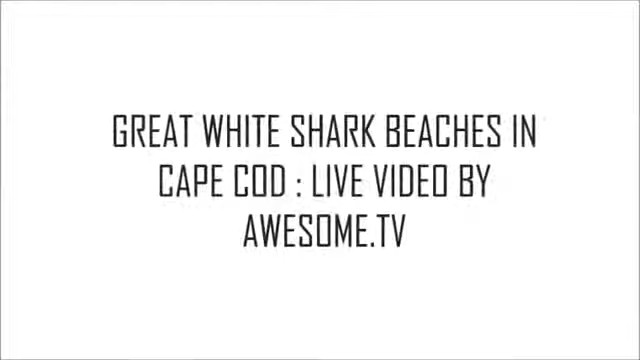 GREAT WHITE SHARK BEACHES IN
CAPE COD : LIVE VIDEO BY
AWESOME.TV